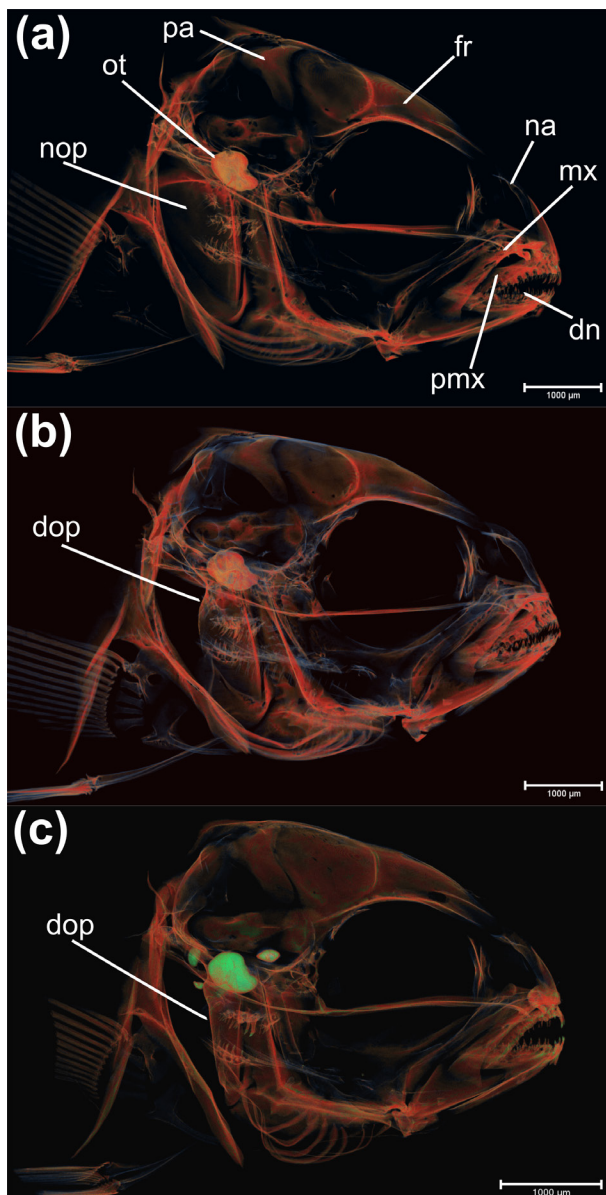 (a)
pa
fr
ot
na
nop
mx
dn
pmx
1000 µm
(b)
dop
1000 µm
(c)
dop
1000 µm